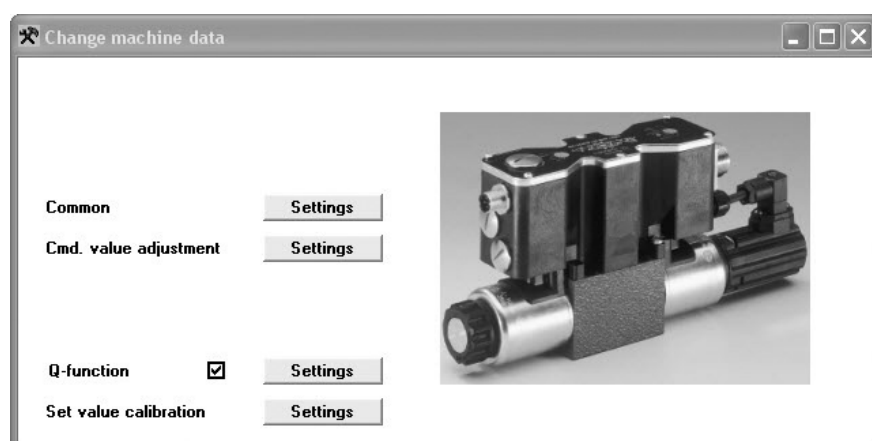 Change machine data
Common Settings
Cmd. value adjustment Settings
Q-function Settings
Set value calibration Settings